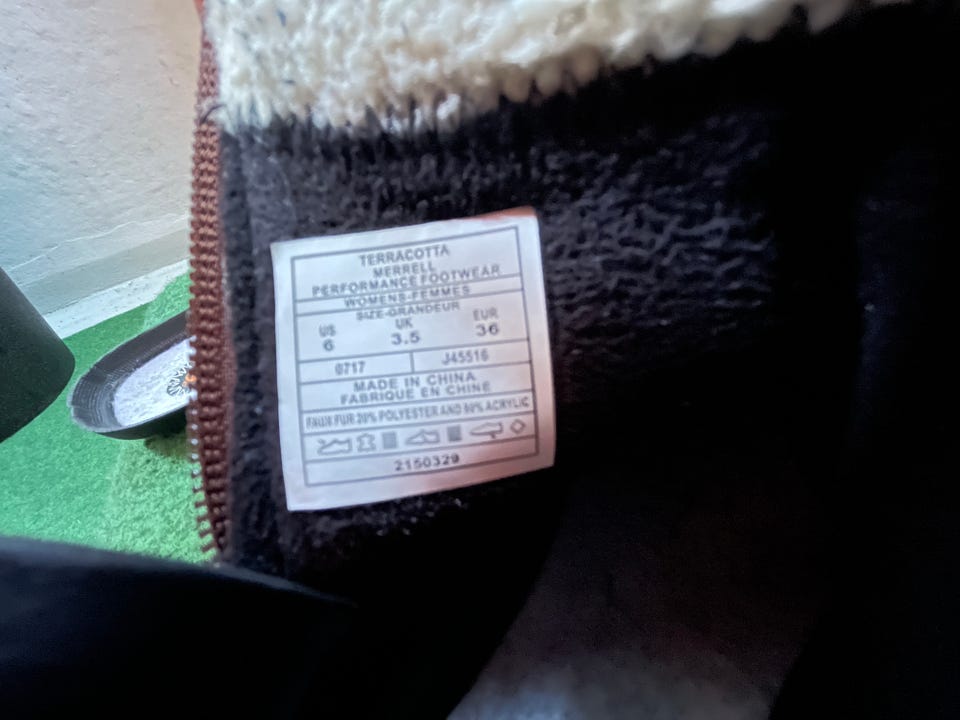 TERRACOTTA
MERRELL
PERFORMANCE FOOTWEAR
WOMENS-FEMMES
SIZE-GRANDEUR
US UK EUR
6 3.5 36
0717 J45516
MADE IN CHINA
FABRIQUE EN CHINE
FAUX FUR 20% POLYESTER AND 80% ACRYLIC
2150329